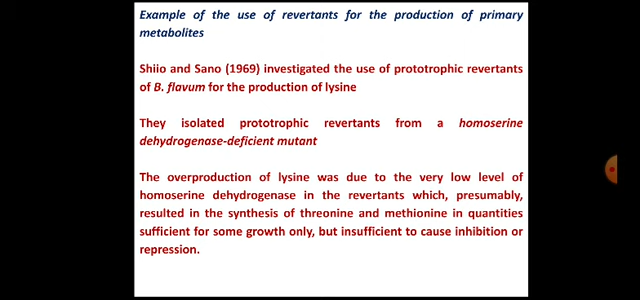 Example of the use of revertants for the production of primary
metabolites
Shiio and Sano (1969) investigated the use of prototrophic revertants
of B. flavum for the production of lysine
They isolated prototrophic revertants from a homoserine
dehydrogenase-deficient mutant
The overproduction of lysine was due to the very low level of
homoserine dehydrogenase in the revertants which, presumably,
resulted in the synthesis of threonine and methionine in quantities
sufficient for some growth only, but insufficient to cause inhibition or
repression.